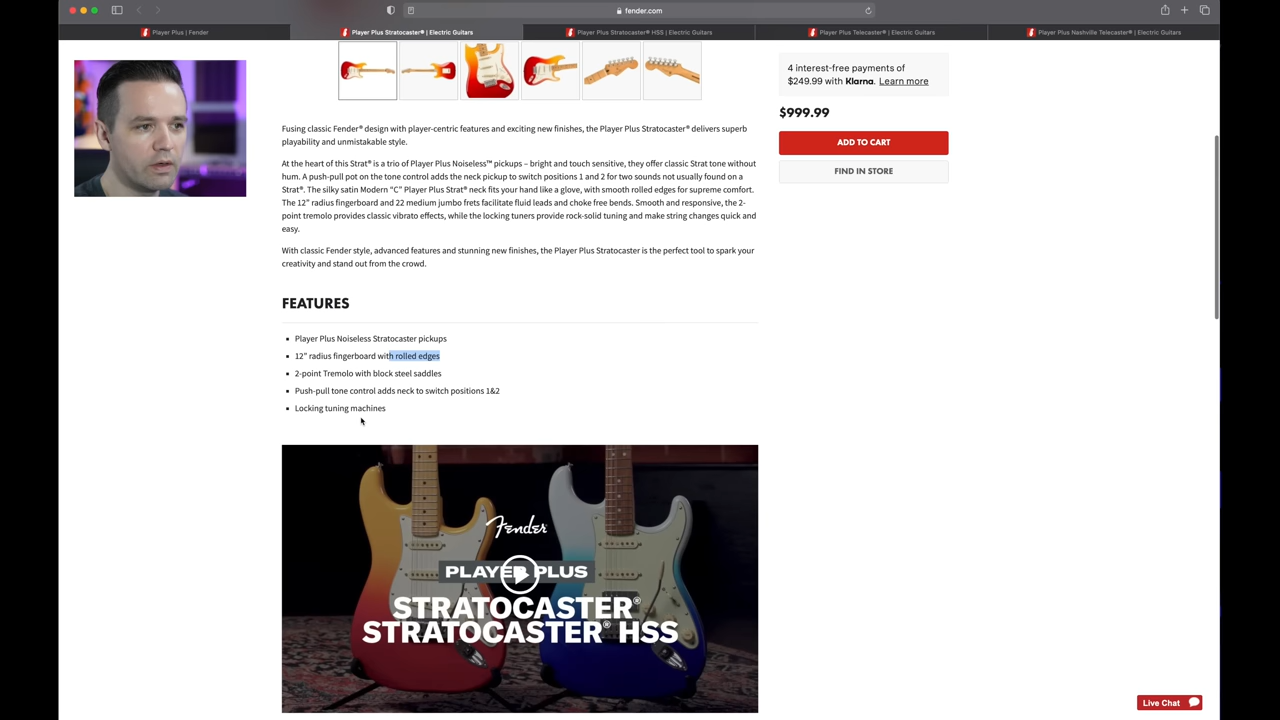 fender.com
Player Plus | Fender
Player Plus Stratocaster® | Electric Guitars
Player Plus Stratocaster® HSS | Electric Guitars
Player Plus Telecaster® | Electric Guitars
Player Plus Nashville Telecaster® | Electric Guitars
4 interest-free payments of
$249.99 with Klarna. Learn more
$999.99
ADD TO CART
FIND IN STORE
Fusing classic Fender® design with player-centric features and exciting new finishes, the Player Plus Stratocaster® delivers superb
playability and unmistakable style.
At the heart of this Strat® is a trio of Player Plus Noiseless™ pickups – bright and touch sensitive, they offer classic Strat tone without
hum. A push-pull pot on the tone control adds the neck pickup to switch positions 1 and 2 for two sounds not usually found on a
Strat®. The silky satin Modern "C" Player Plus Strat® neck fits your hand like a glove, with smooth rolled edges for supreme comfort.
The 12" radius fingerboard and 22 medium jumbo frets facilitate fluid leads and choke free bends. Smooth and responsive, the 2-
point tremolo provides classic vibrato effects, while the locking tuners provide rock-solid tuning and make string changes quick and
easy.
With classic Fender style, advanced features and stunning new finishes, the Player Plus Stratocaster is the perfect tool to spark your
creativity and stand out from the crowd.
FEATURES
Player Plus Noiseless Stratocaster pickups
12" radius fingerboard with rolled edges
2-point Tremolo with block steel saddles
Push-pull tone control adds neck to switch positions 1&2
Locking tuning machines
Fender
PLAYER PLUS
STRATOCASTER®
STRATOCASTER® HSS
Live Chat